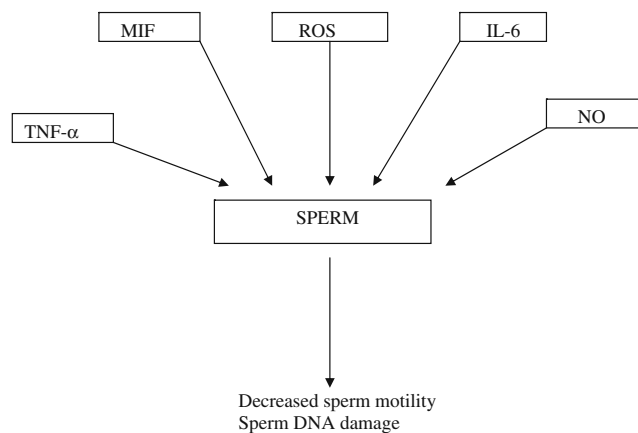 MIF
ROS
IL-6
TNF-α
NO
SPERM
Decreased sperm motility
Sperm DNA damage